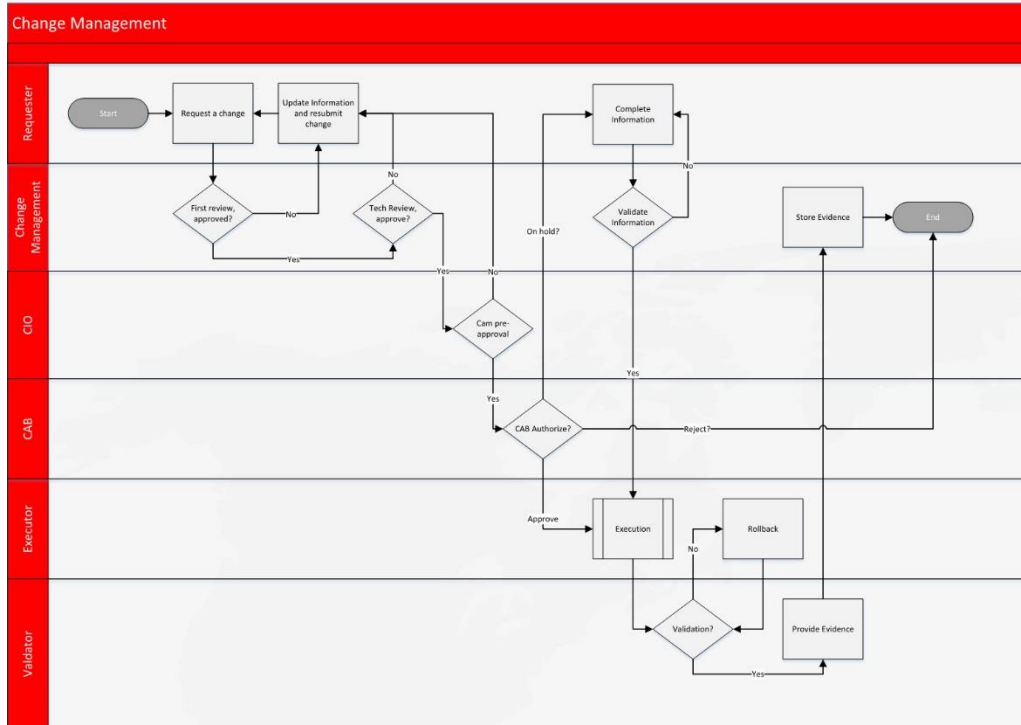 Change Management
Requester
Start
Request a change
Update Information
and resubmit
change
Complete
Information
No
Change
Management
First review,
approved?
No
Yes
Tech Review,
approve?
No
Yes
No
On hold?
Validate
Information
Store Evidence
End
CIO
Cam pre-
approval
Yes
Yes
CAB
CAB Authorize?
Reject?
Executor
Approve
Execution
No
Rollback
Valdator
Validation?
Yes
Provide Evidence